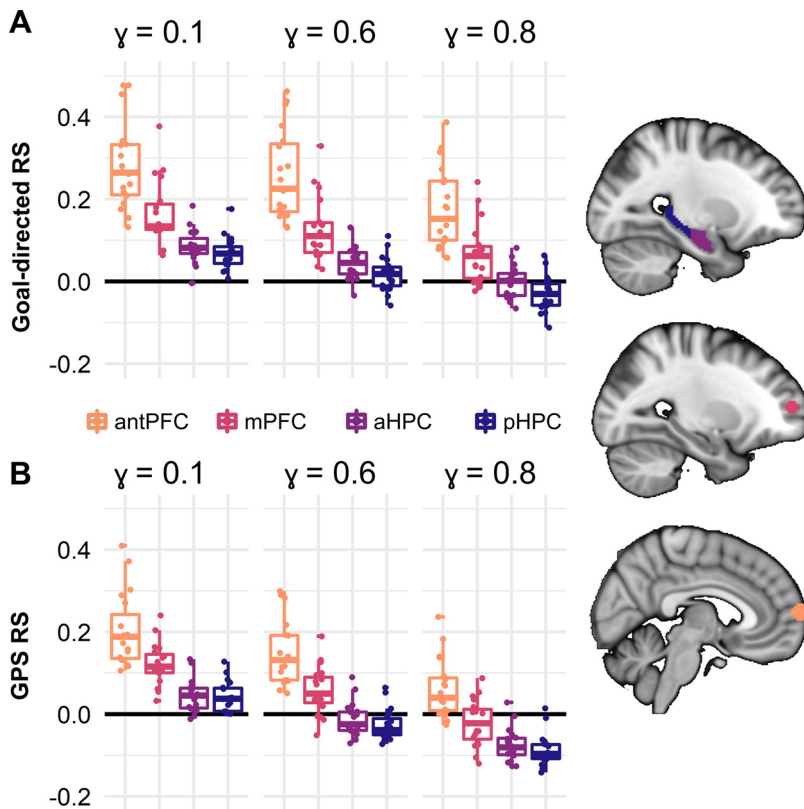 A
γ = 0.1 γ = 0.6 γ = 0.8
Goal-directed RS
0.4
0.2
0.0
-0.2
antPFC mPFC aHPC pHPC
B
γ = 0.1 γ = 0.6 γ = 0.8
GPS RS
0.4
0.2
0.0
-0.2